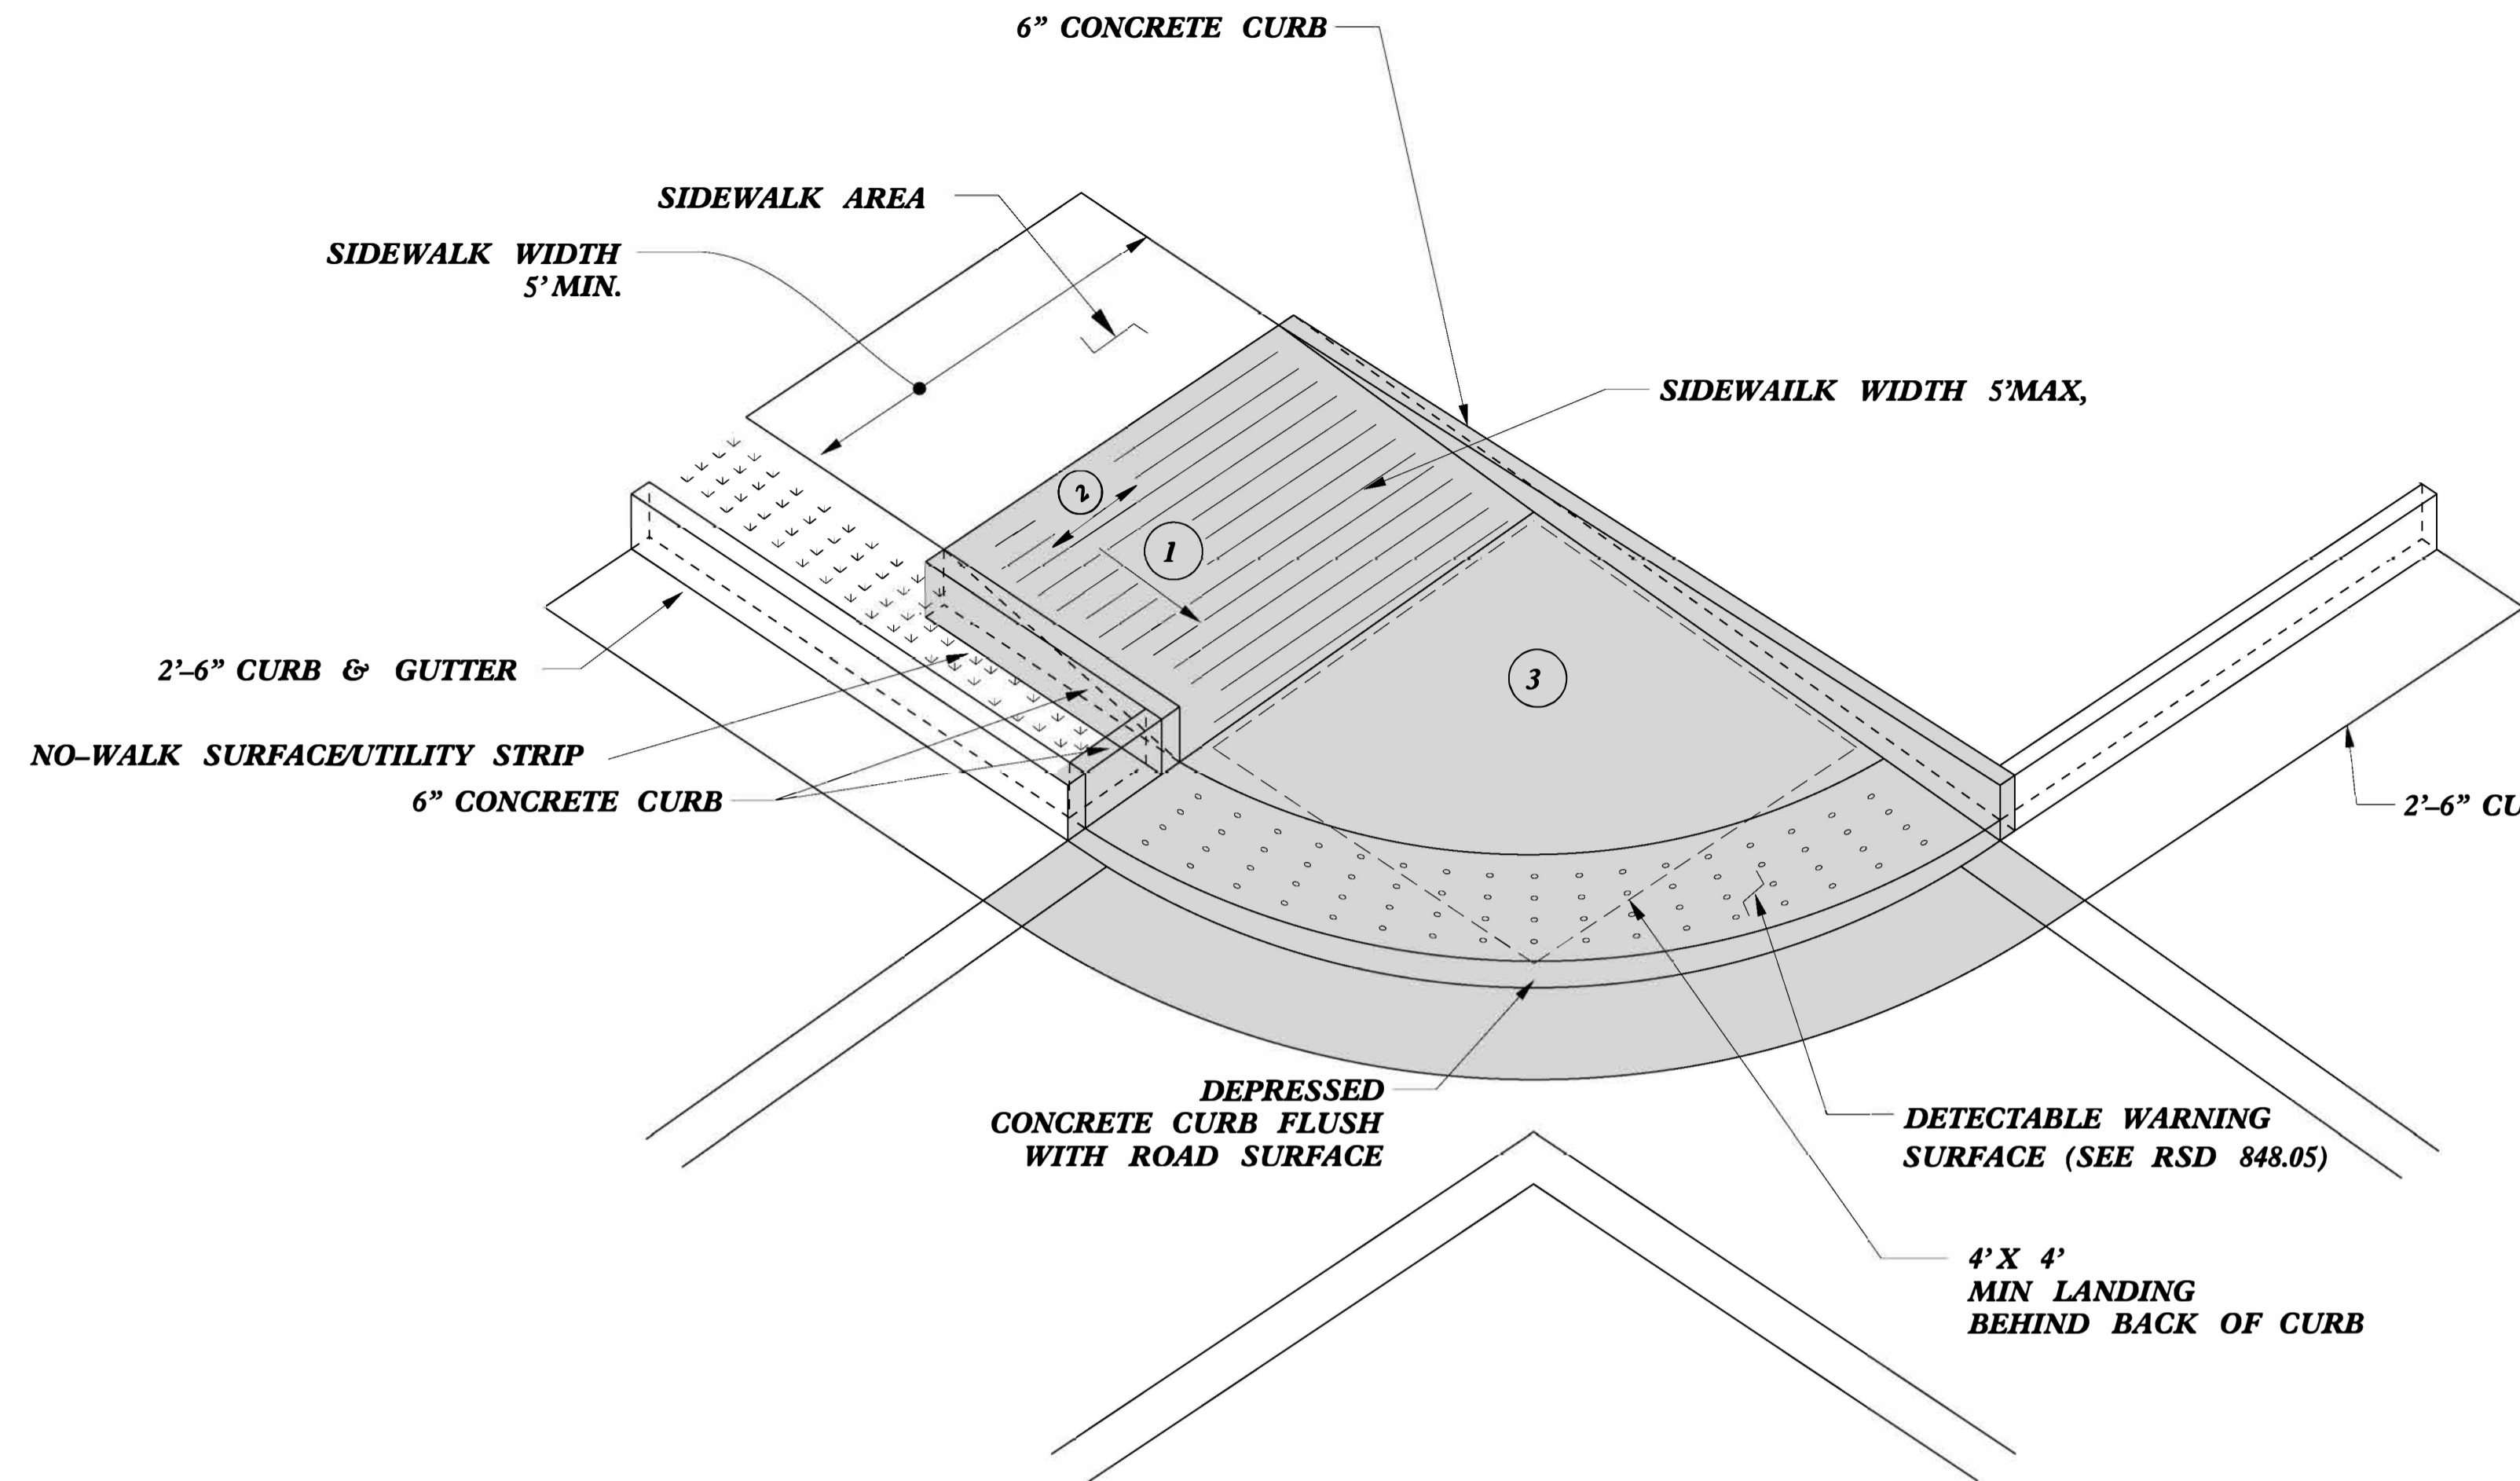 6” CONCRETE CURB
SIDEWALK AREA
SIDEWALK WIDTH
5’ MIN.
SIDEWAILK WIDTH 5’MAX,
2
1
3
2’–6” CURB & GUTTER
NO–WALK SURFACE/UTILITY STRIP
6” CONCRETE CURB
2’–6” CU
DEPRESSED
CONCRETE CURB FLUSH
WITH ROAD SURFACE
DETECTABLE WARNING
SURFACE (SEE RSD 848.05)
4’ X 4’
MIN LANDING
BEHIND BACK OF CURB